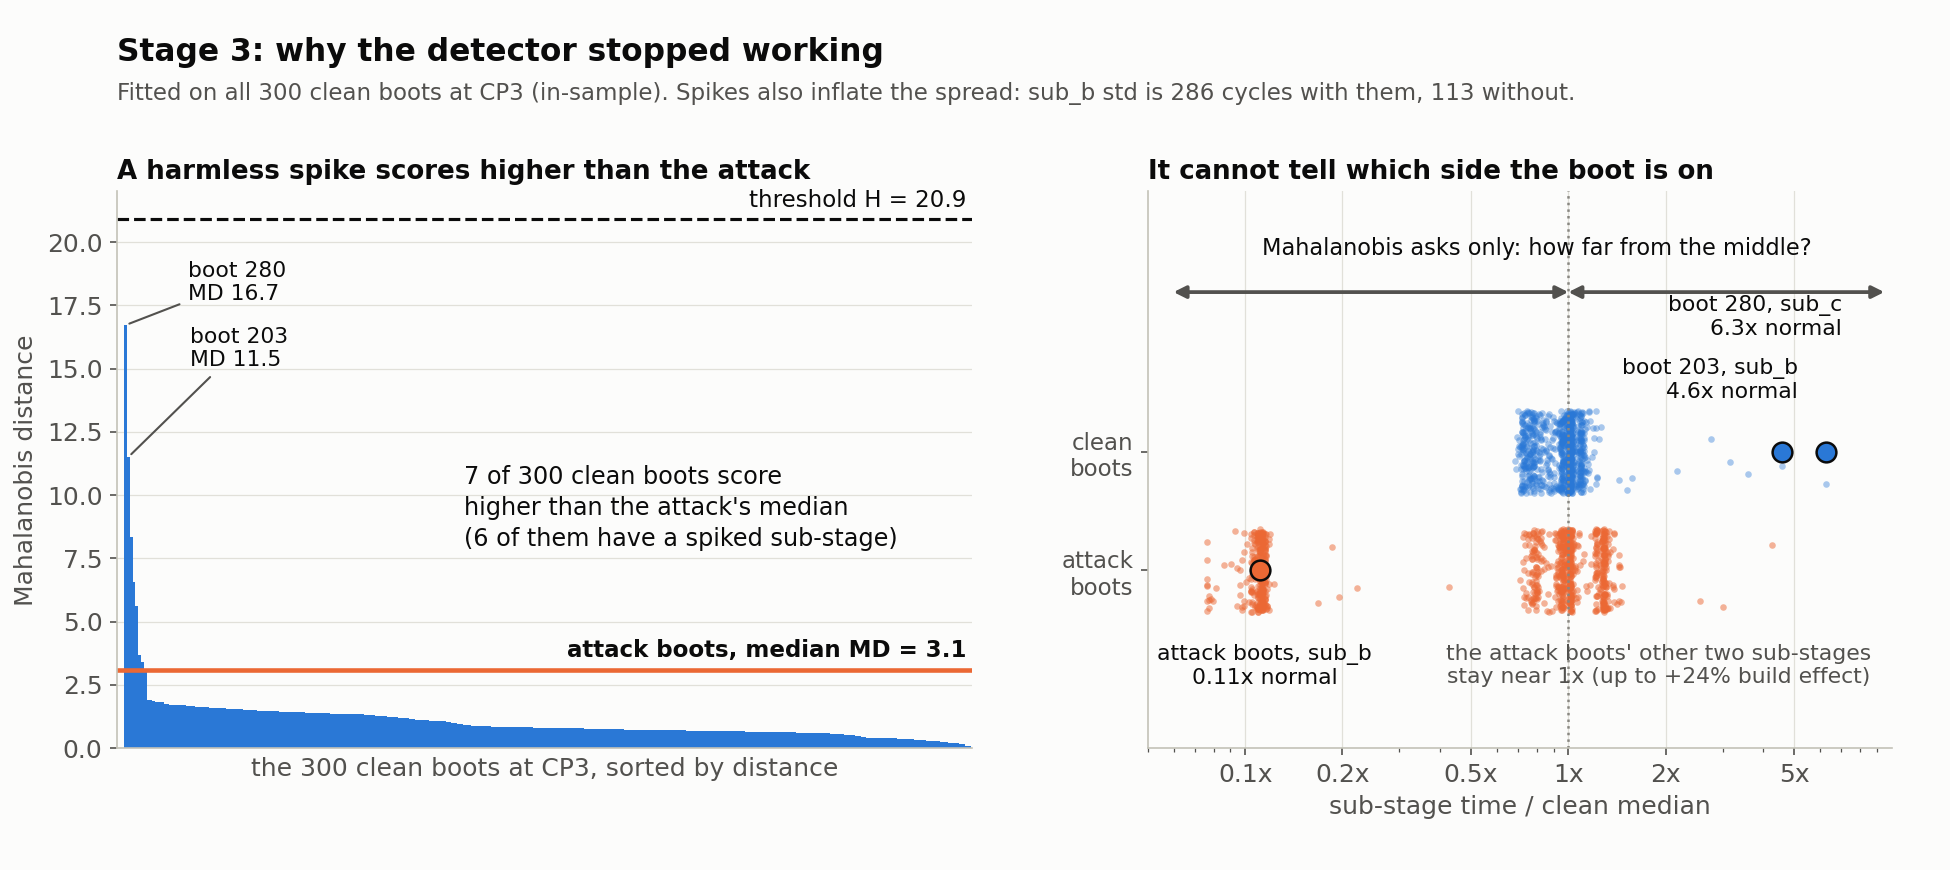 Stage 3: why the detector stopped working
Fitted on all 300 clean boots at CP3 (in-sample). Spikes also inflate the spread: sub_b std is 286 cycles with them, 113 without.
A harmless spike scores higher than the attack
threshold H = 20.9
20.0
17.5
15.0
12.5
10.0
7.5
5.0
2.5
0.0
Mahalanobis distance
boot 280
MD 16.7
boot 203
MD 11.5
7 of 300 clean boots score
higher than the attack's median
(6 of them have a spiked sub-stage)
attack boots, median MD = 3.1
the 300 clean boots at CP3, sorted by distance
It cannot tell which side the boot is on
Mahalanobis asks only: how far from the middle?
boot 280, sub_c
6.3x normal
boot 203, sub_b
4.6x normal
clean
boots
attack
boots
attack boots, sub_b
0.11x normal
the attack boots' other two sub-stages
stay near 1x (up to +24% build effect)
0.1x
0.2x
0.5x
1x
2x
5x
sub-stage time / clean median